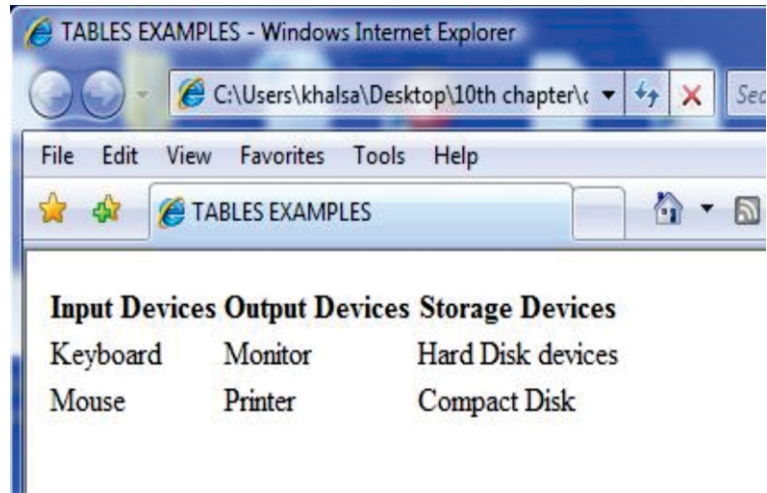 TABLES EXAMPLES - Windows Internet Explorer
C:\Users\khalsa\Desktop\10th chapter\
File Edit View Favorites Tools Help
TABLES EXAMPLES
Input Devices Output Devices Storage Devices
Keyboard Monitor Hard Disk devices
Mouse Printer Compact Disk